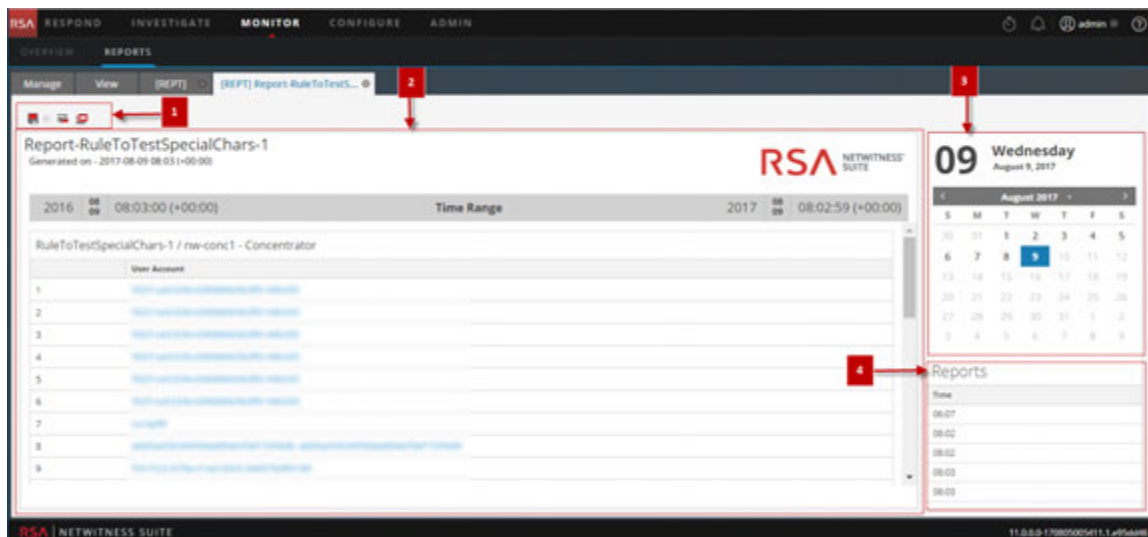 RSA RESPOND INVESTIGATE MONITOR CONFIGURE ADMIN admin
OVERVIEW REPORTS
Manage View [REPT] [REPT] Report-RuleToTestS...
1
2
3
Report-RuleToTestSpecialChars-1
Generated on - 2017-08-09 08:03 (+00:00)
RSA NETWITNESS SUITE
2016 08 09 08:03:00 (+00:00) Time Range 2017 08 09 08:02:59 (+00:00)
RuleToTestSpecialChars-1 / nw-conc1 - Concentrator
User Account
1
2
3
4
5
6
7
8
9
09 Wednesday
August 9, 2017
August 2017
S M T W T F S
30 31 1 2 3 4 5
6 7 8 9 10 11 12
13 14 15 16 17 18 19
20 21 22 23 24 25 26
27 28 29 30 31 1 2
3 4 5 6 7 8 9
4
Reports
Time
08:07
08:02
08:02
08:03
08:03
RSA NETWITNESS SUITE